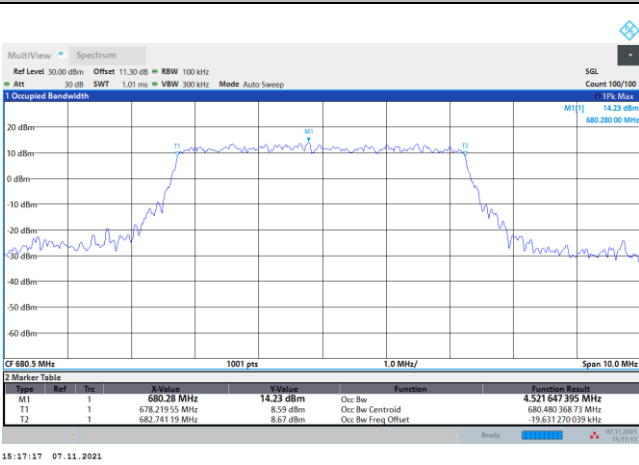 MultiView Spectrum
Ref Level 30.00 dBm Offset 11.30 dB RBW 100 kHz SGL
Att 30 dB SWT 1.01 ms VBW 300 kHz Mode Auto Sweep Count 100/100
1 Occupied Bandwidth 1Pk Max
M1[1] 14.23 dBm
680.280 00 MHz
20 dBm
M1
T1 T2
10 dBm
0 dBm
-10 dBm
-20 dBm
-30 dBm
-40 dBm
-50 dBm
-60 dBm
CF 680.5 MHz 1001 pts 1.0 MHz/ Span 10.0 MHz
2 Marker Table
Type Ref Trc X-Value Y-Value Function Function Result
M1 1 680.28 MHz 14.23 dBm Occ Bw 4.521 647 395 MHz
T1 1 678.219 55 MHz 8.59 dBm Occ Bw Centroid 680.480 368 73 MHz
T2 1 682.741 19 MHz 8.67 dBm Occ Bw Freq Offset -19.631 270 039 kHz
Ready 07.11.2021
15:17:17
15:17:17 07.11.2021